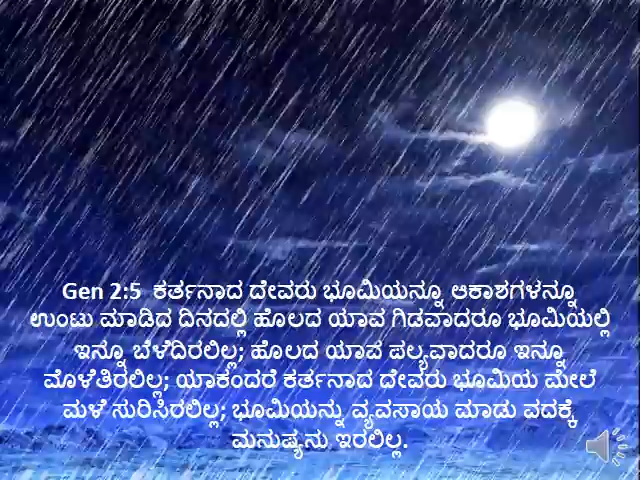 Gen 2:5  ಕರ್ತನಾದ ದೇವರು ಭೂಮಿಯನ್ನೂ ಆಕಾಶಗಳನ್ನೂ
ಉಂಟು ಮಾಡಿದ ದಿನದಲ್ಲಿ ಹೊಲದ ಯಾವ ಗಿಡವಾದರೂ ಭೂಮಿಯಲ್ಲಿ
ಇನ್ನೂ ಬೆಳೆದಿರಲಿಲ್ಲ; ಹೊಲದ ಯಾವ ಪಲ್ಯವಾದರೂ ಇನ್ನೂ
ಮೊಳೆತಿರಲಿಲ್ಲ; ಯಾಕಂದರೆ ಕರ್ತನಾದ ದೇವರು ಭೂಮಿಯ ಮೇಲೆ
ಮಳೆ ಸುರಿಸಿರಲಿಲ್ಲ; ಭೂಮಿಯನ್ನು ವ್ಯವಸಾಯ ಮಾಡು ವದಕ್ಕೆ
ಮನುಷ್ಯನು ಇರಲಿಲ್ಲ.